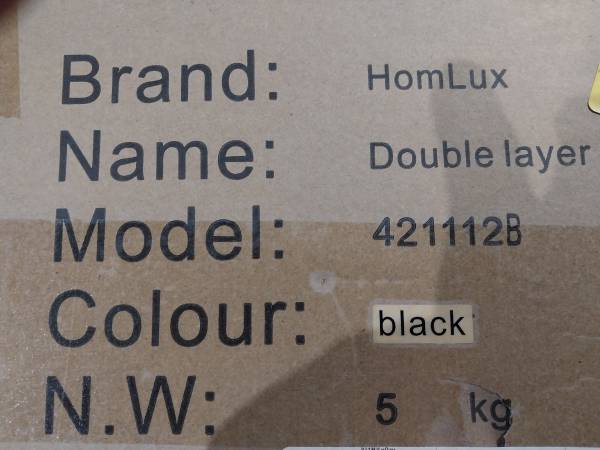 Brand: HomLux
Name: Double layer
Model: 421112B
Colour: black
N.W: 5 kg